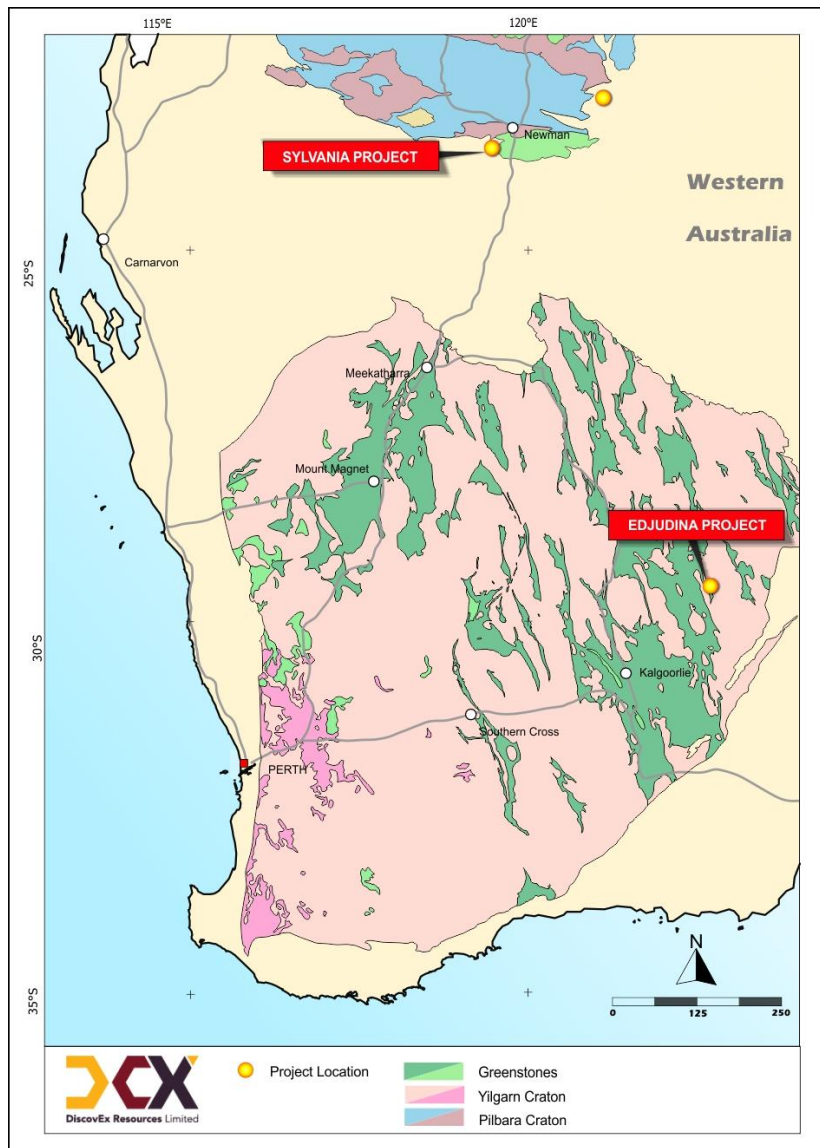 115°E
120°E
Newman
SYLVANIA PROJECT
Western
Australia
25°S
Carnarvon
Meekatharra
Mount Magnet
EDJUDINA PROJECT
30°S
Kalgoorlie
Southern Cross
PERTH
N
35°S
0 125 250
DCX
DiscovEx Resources Limited
Project Location
Greenstones
Yilgarn Craton
Pilbara Craton